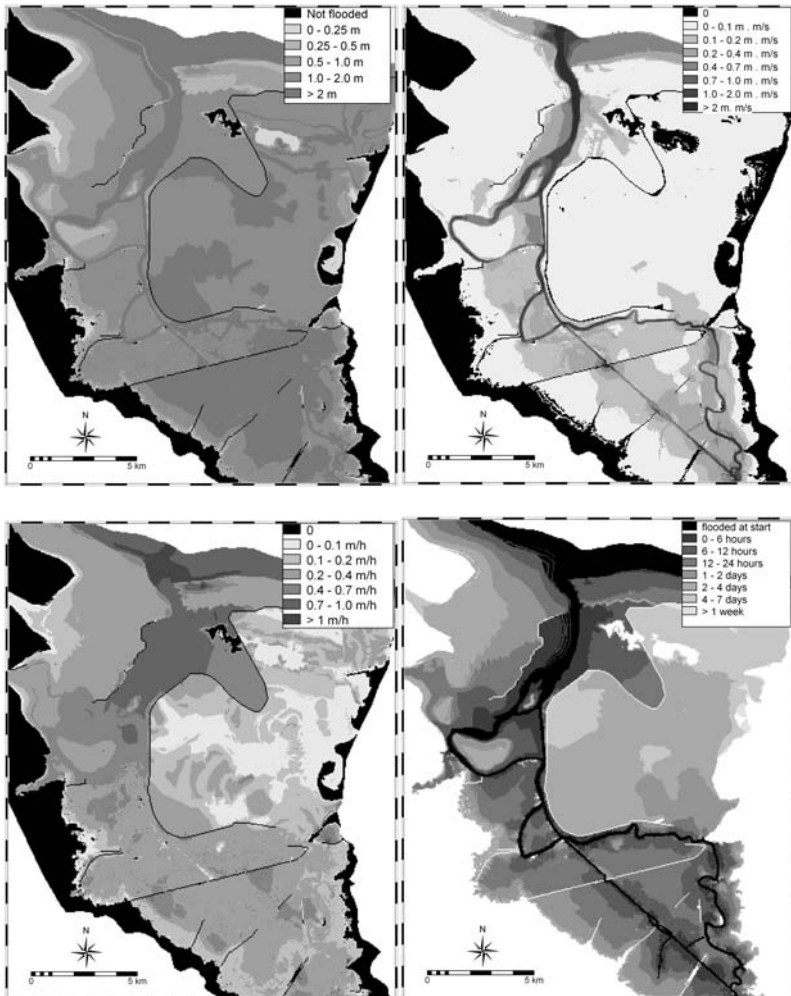 Not flooded
0 - 0.25 m
0.25 - 0.5 m
0.5 - 1.0 m
1.0 - 2.0 m
> 2 m
N
0
5 km
0
0 - 0.1 m . m/s
0.1 - 0.2 m . m/s
0.2 - 0.4 m . m/s
0.4 - 0.7 m . m/s
0.7 - 1.0 m . m/s
1.0 - 2.0 m . m/s
> 2 m. m/s
N
0
5 km
0
0 - 0.1 m/h
0.1 - 0.2 m/h
0.2 - 0.4 m/h
0.4 - 0.7 m/h
0.7 - 1.0 m/h
> 1 m/h
N
0
5 km
flooded at start
0 - 6 hours
6 - 12 hours
12 - 24 hours
1 - 2 days
2 - 4 days
4 - 7 days
> 1 week
N
0
5 km